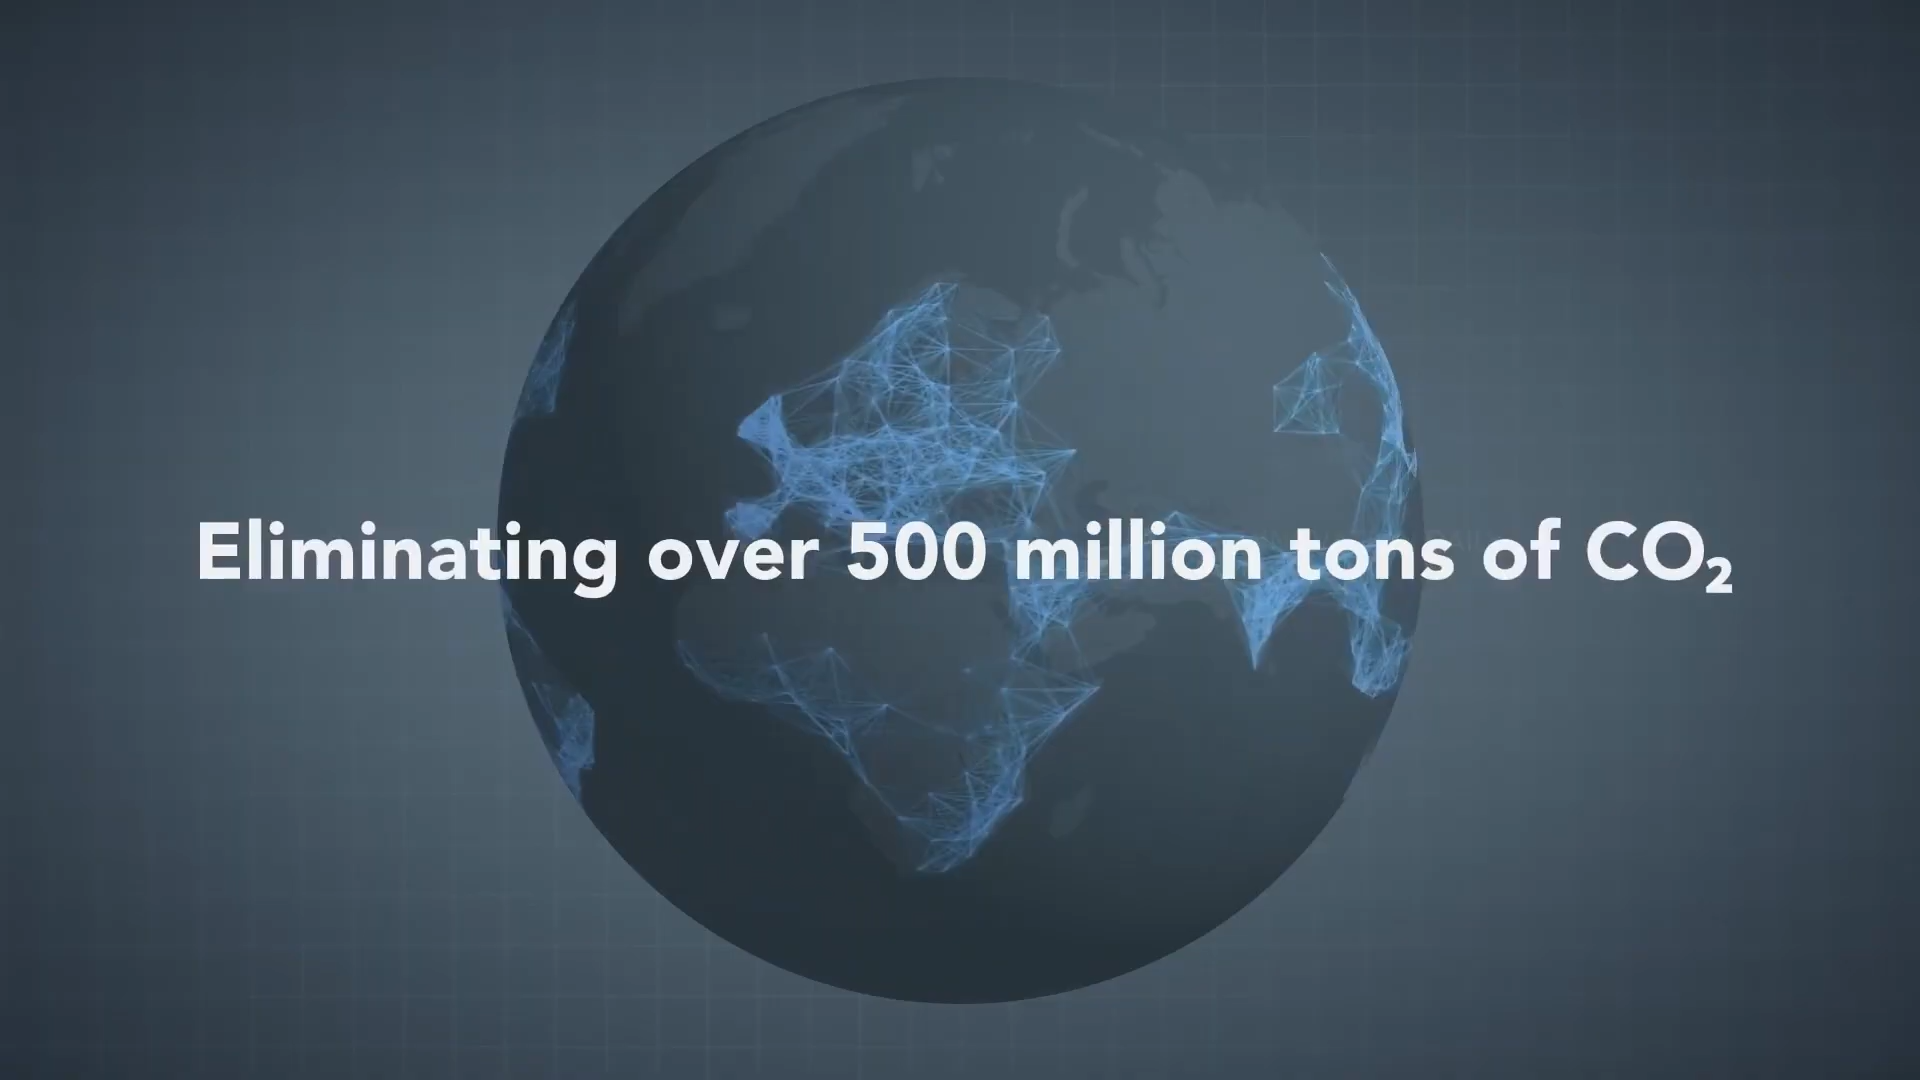 Eliminating over 500 million tons of CO₂